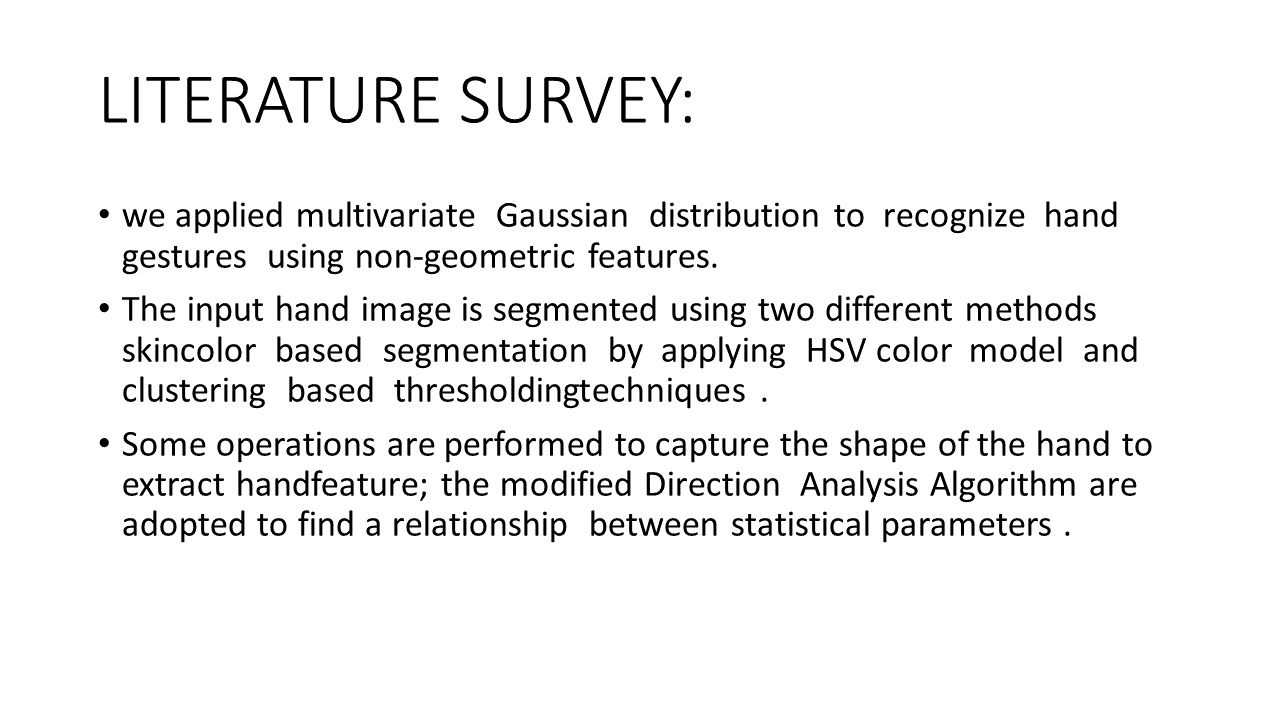 LITERATURE SURVEY:
• we applied multivariate Gaussian distribution to recognize hand
gestures using non-geometric features.
• The input hand image is segmented using two different methods
skincolor based segmentation by applying HSV color model and
clustering based thresholdingtechniques .
• Some operations are performed to capture the shape of the hand to
extract handfeature; the modified Direction Analysis Algorithm are
adopted to find a relationship between statistical parameters .